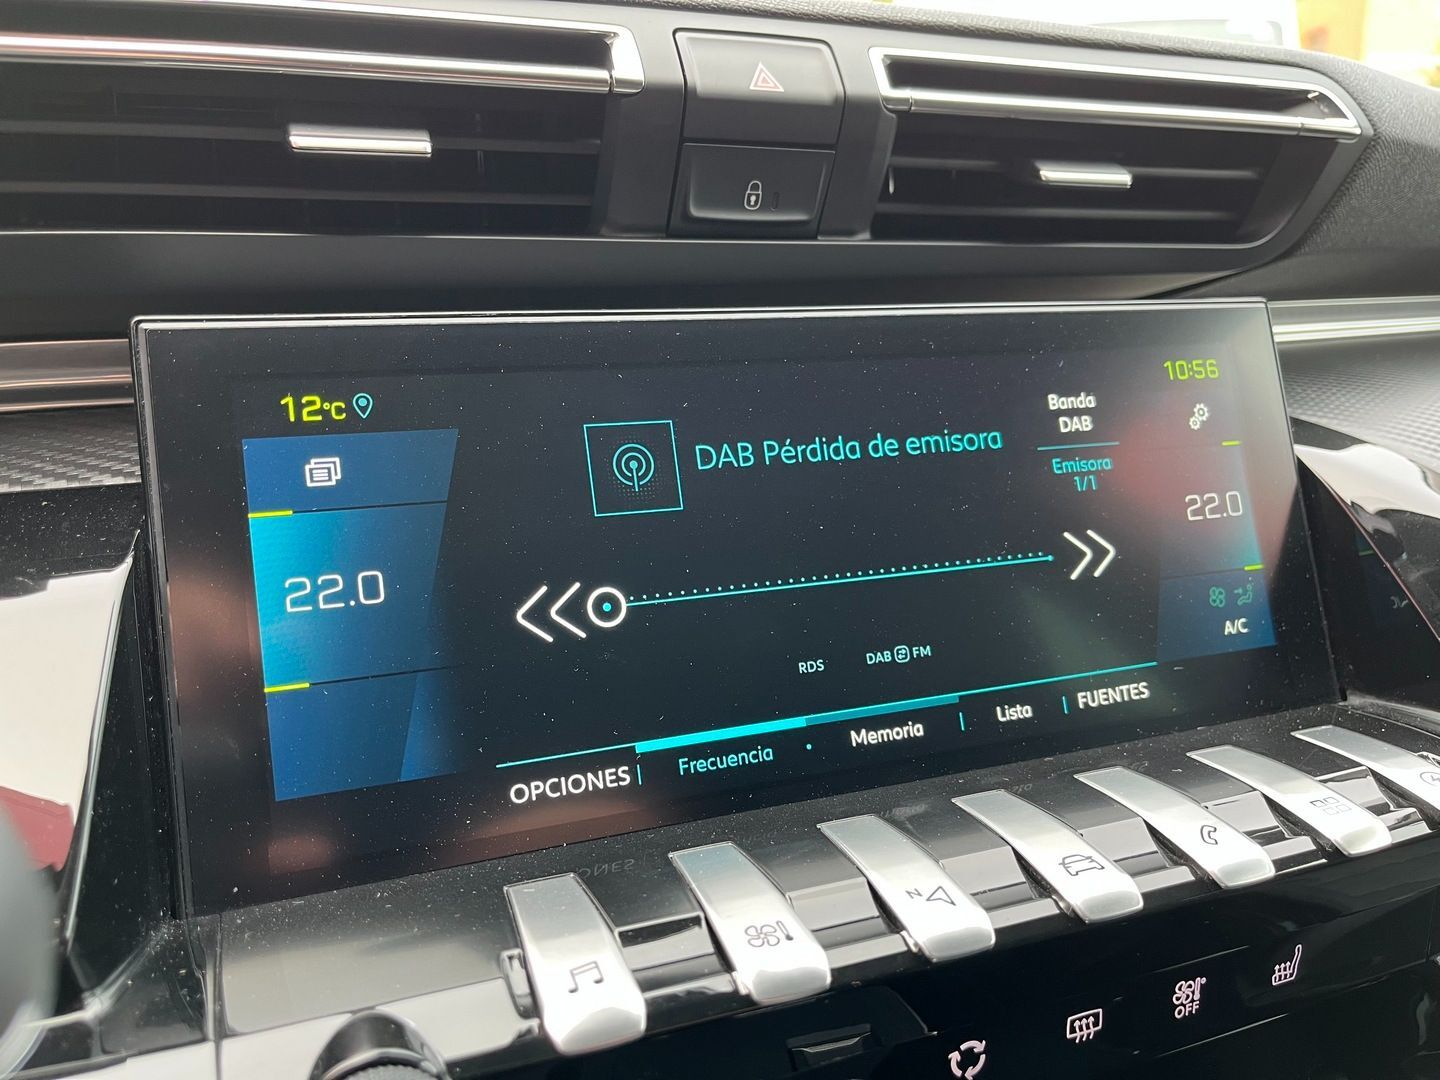 12°C
10:56
Banda
DAB
DAB Pérdida de emisora
Emisora
1/1
22.0
22.0
A/C
RDS
DAB FM
OPCIONES
Frecuencia
Memoria
Lista
FUENTES
N
OFF